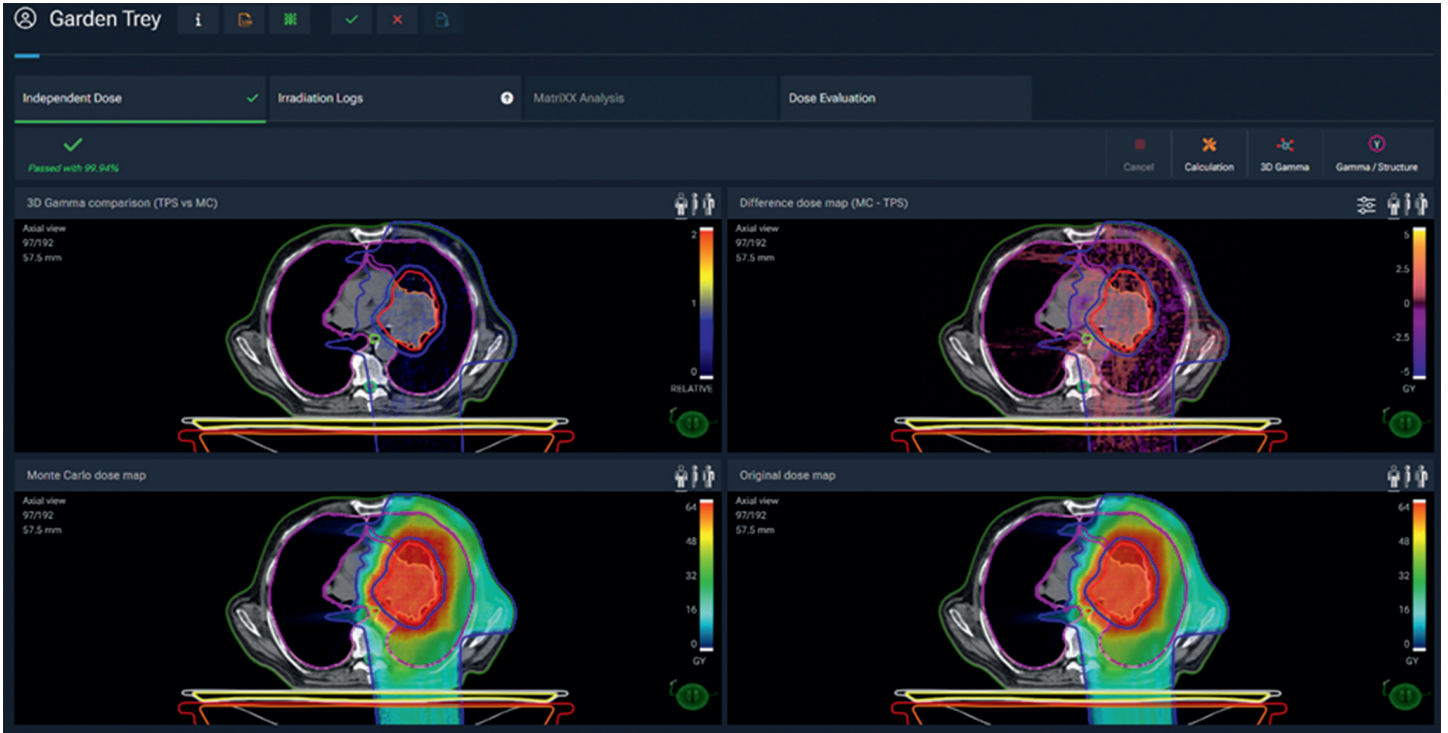 Garden Trey
Independent Dose
Irradiation Logs
MatriXX Analysis
Dose Evaluation
Passed with 99.94%
Cancel
Calculation
3D Gamma
Gamma / Structure
3D Gamma comparison (TPS vs MC)
Axial view
97/192
57.5 mm
2
1
0
RELATIVE
Difference dose map (MC - TPS)
Axial view
97/192
57.5 mm
5
2.5
0
-2.5
-5
GY
Monte Carlo dose map
Axial view
97/192
57.5 mm
64
48
32
16
0
GY
Original dose map
Axial view
97/192
57.5 mm
64
48
32
16
0
GY